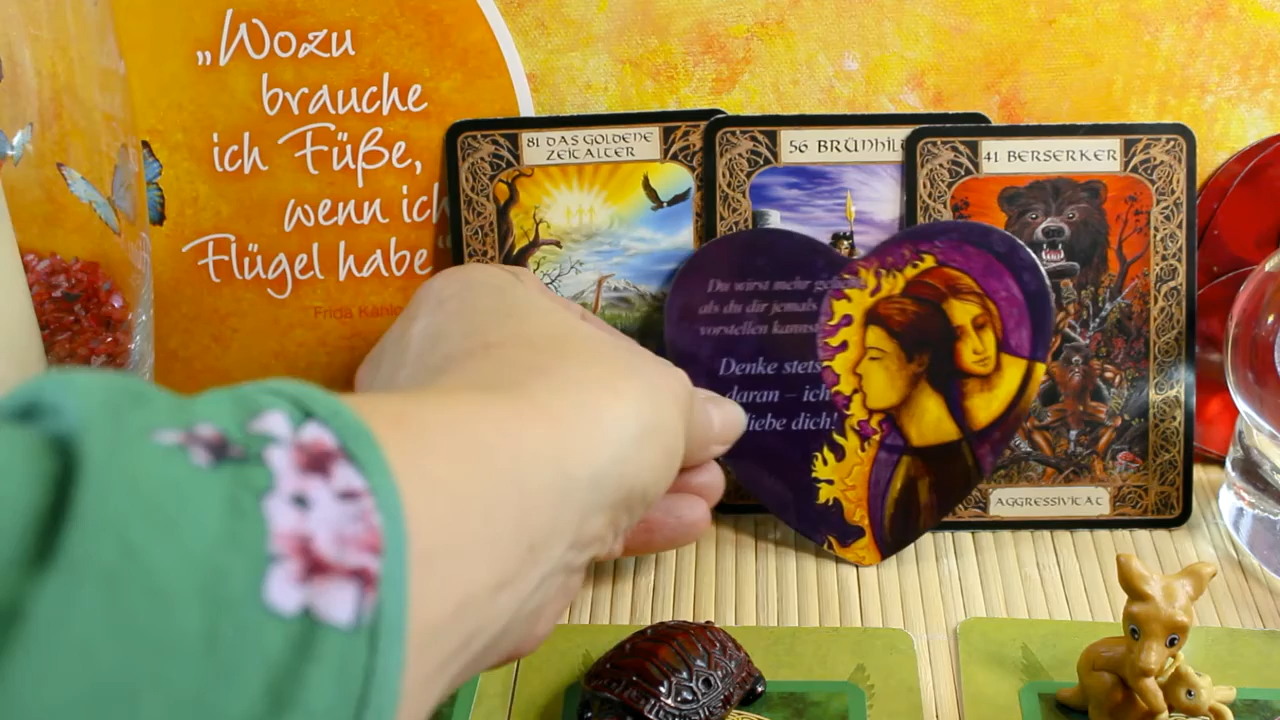 „Wozu
brauche
ich Füße,
wenn ich
Flügel habe“
Frida Kahlo
81 DAS GOLDENE
ZEITALTER
56 BRÜNHIL
41 BERSERKER
Du wirst mehr
als du dir jemals
vorstellen kannst
Denke stets
daran – ich
liebe dich!
AGGRESSIVITÄT